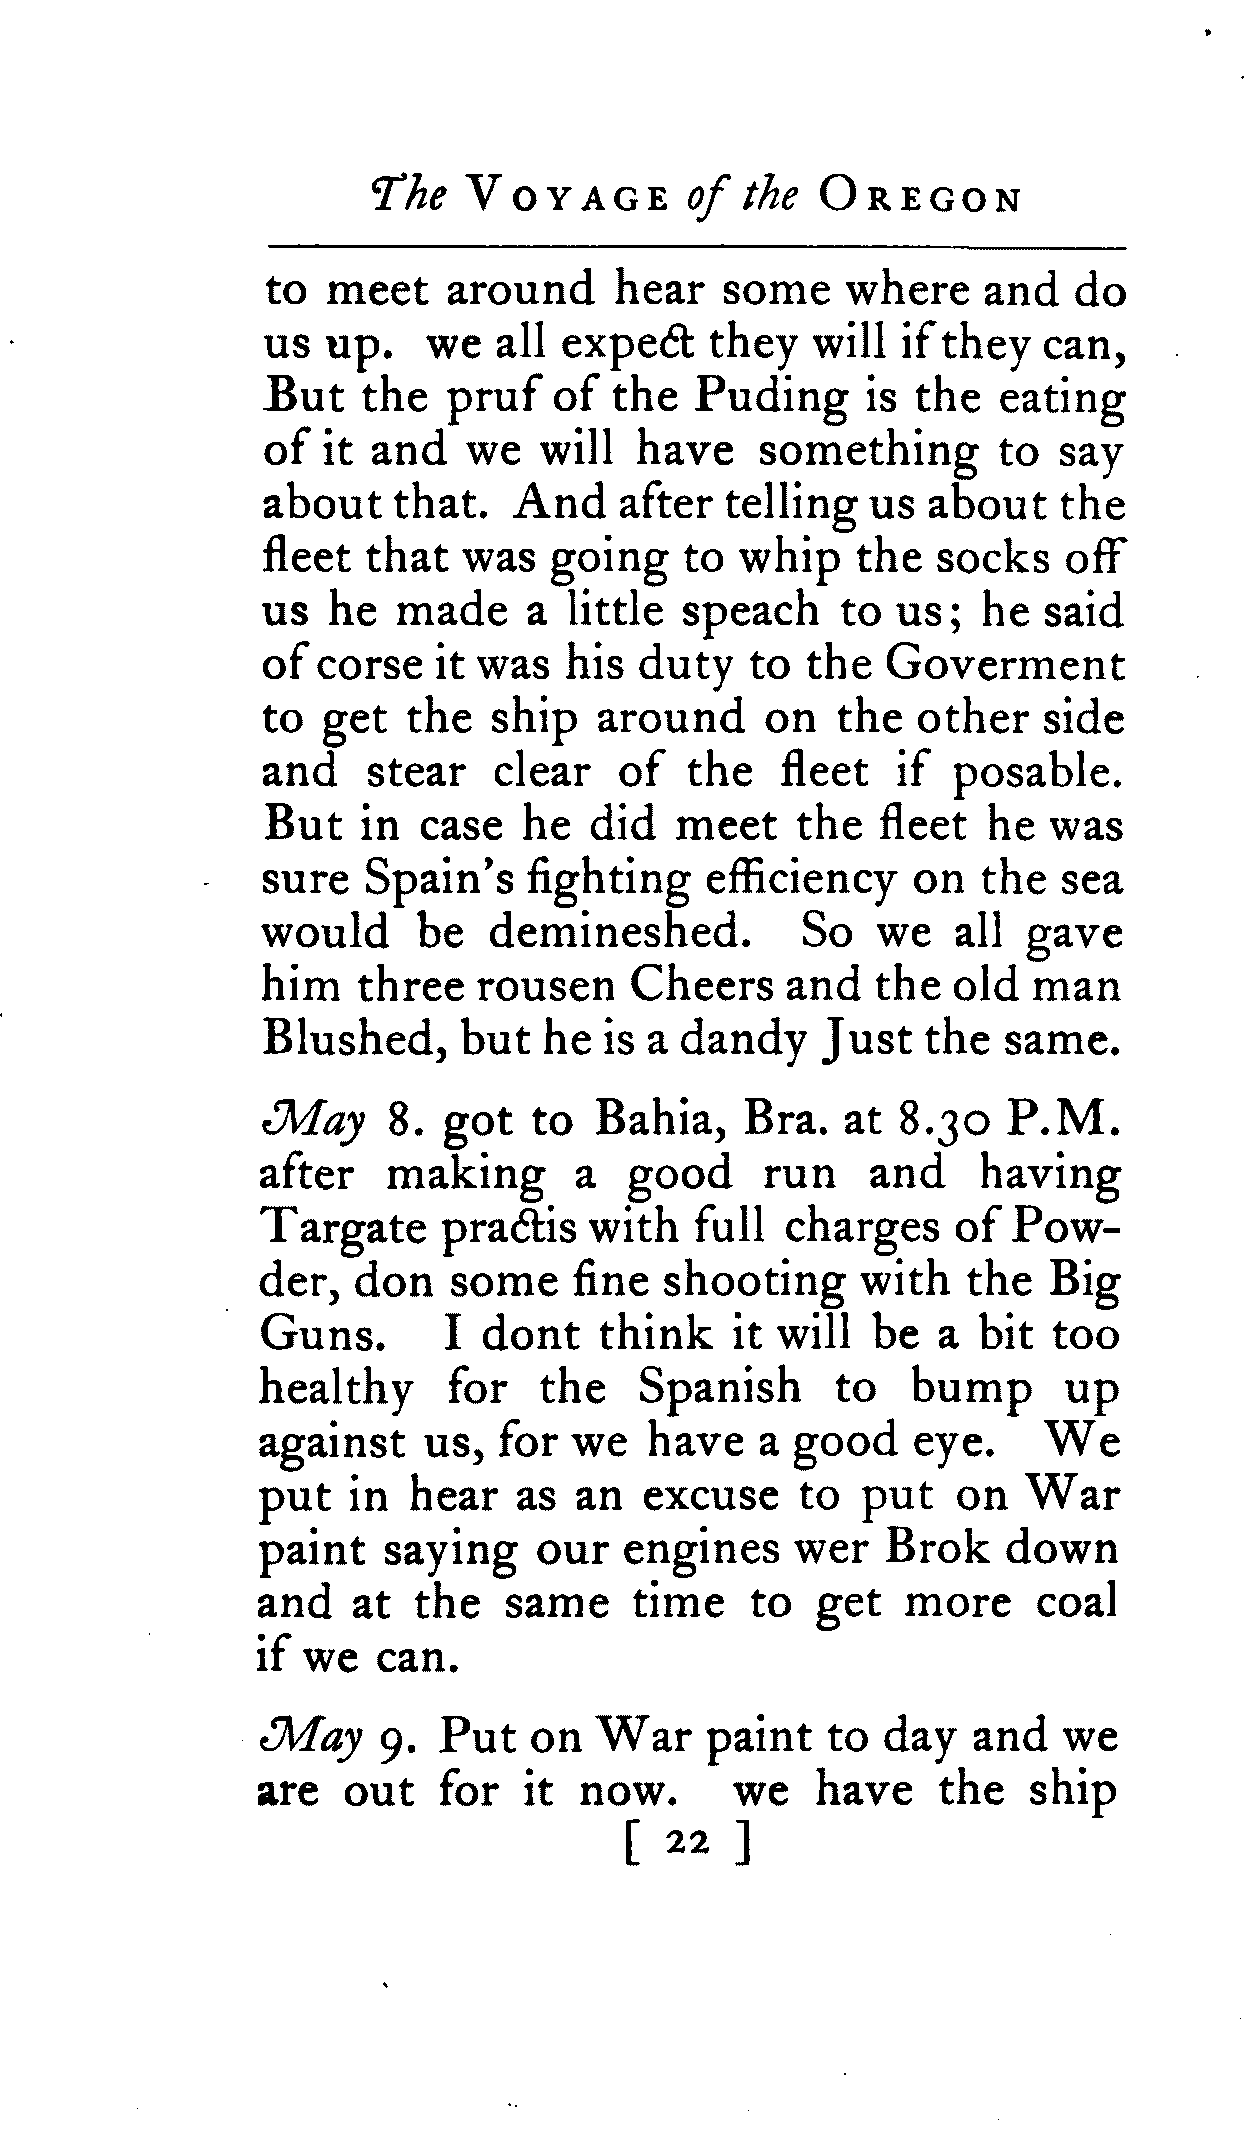 The VOYAGE of the OREGON
to meet around hear some where and do
us up. we all expect they will if they can,
But the pruf of the Puding is the eating
of it and we will have something to say
about that. And after telling us about the
fleet that was going to whip the socks off
us he made a little speach to us; he said
of corse it was his duty to the Goverment
to get the ship around on the other side
and stear clear of the fleet if posable.
But in case he did meet the fleet he was
sure Spain's fighting efficiency on the sea
would be demineshed. So we all gave
him three rousen Cheers and the old man
Blushed, but he is a dandy Just the same.
May 8. got to Bahia, Bra. at 8.30 P.M.
after making a good run and having
Targate practis with full charges of Pow-
der, don some fine shooting with the Big
Guns. I dont think it will be a bit too
healthy for the Spanish to bump up
against us, for we have a good eye. We
put in hear as an excuse to put on War
paint saying our engines wer Brok down
and at the same time to get more coal
if we can.
May 9. Put on War paint to day and we
are out for it now. we have the ship
[ 22 ]